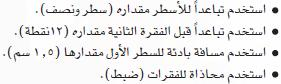 • استخدم تباعداً للأسطر مقداره (سطر ونصف).
• استخدم تباعداً قبل الفقرة الثانية مقداره (١٢نقطة).
• استخدم مسافة بادئة للسطر الأول مقدارها (١,٥ سم).
• استخدم محاذاة للفقرات (ضبط).